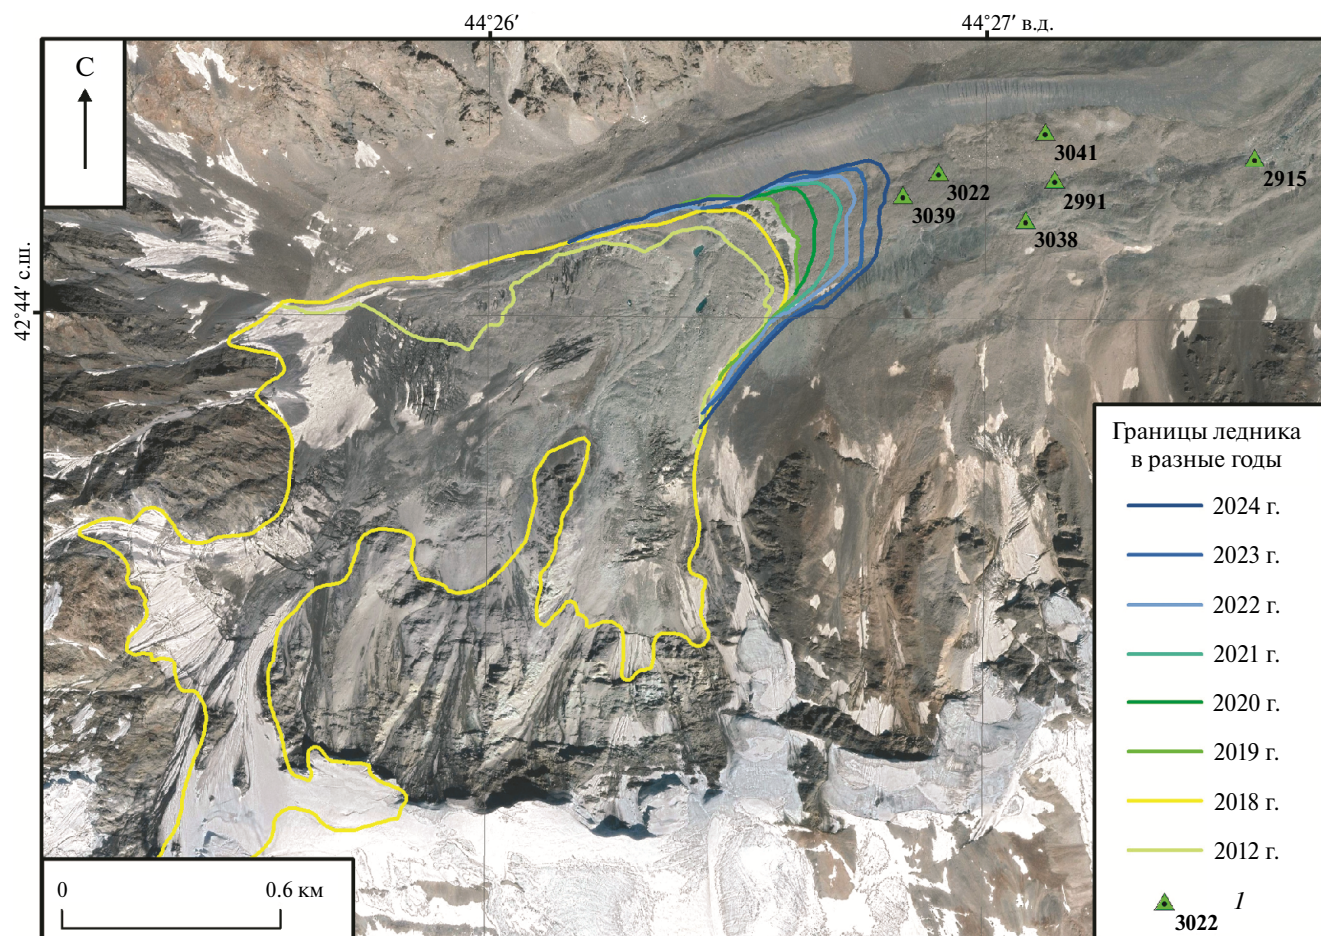 44°26′
44°27′ в.д.
С
42°44′ с.ш.
3041
3022
2991
2915
3039
3038
Границы ледника
в разные годы
2024 г.
2023 г.
2022 г.
2021 г.
2020 г.
2019 г.
2018 г.
2012 г.
1
3022
0
0.6 км